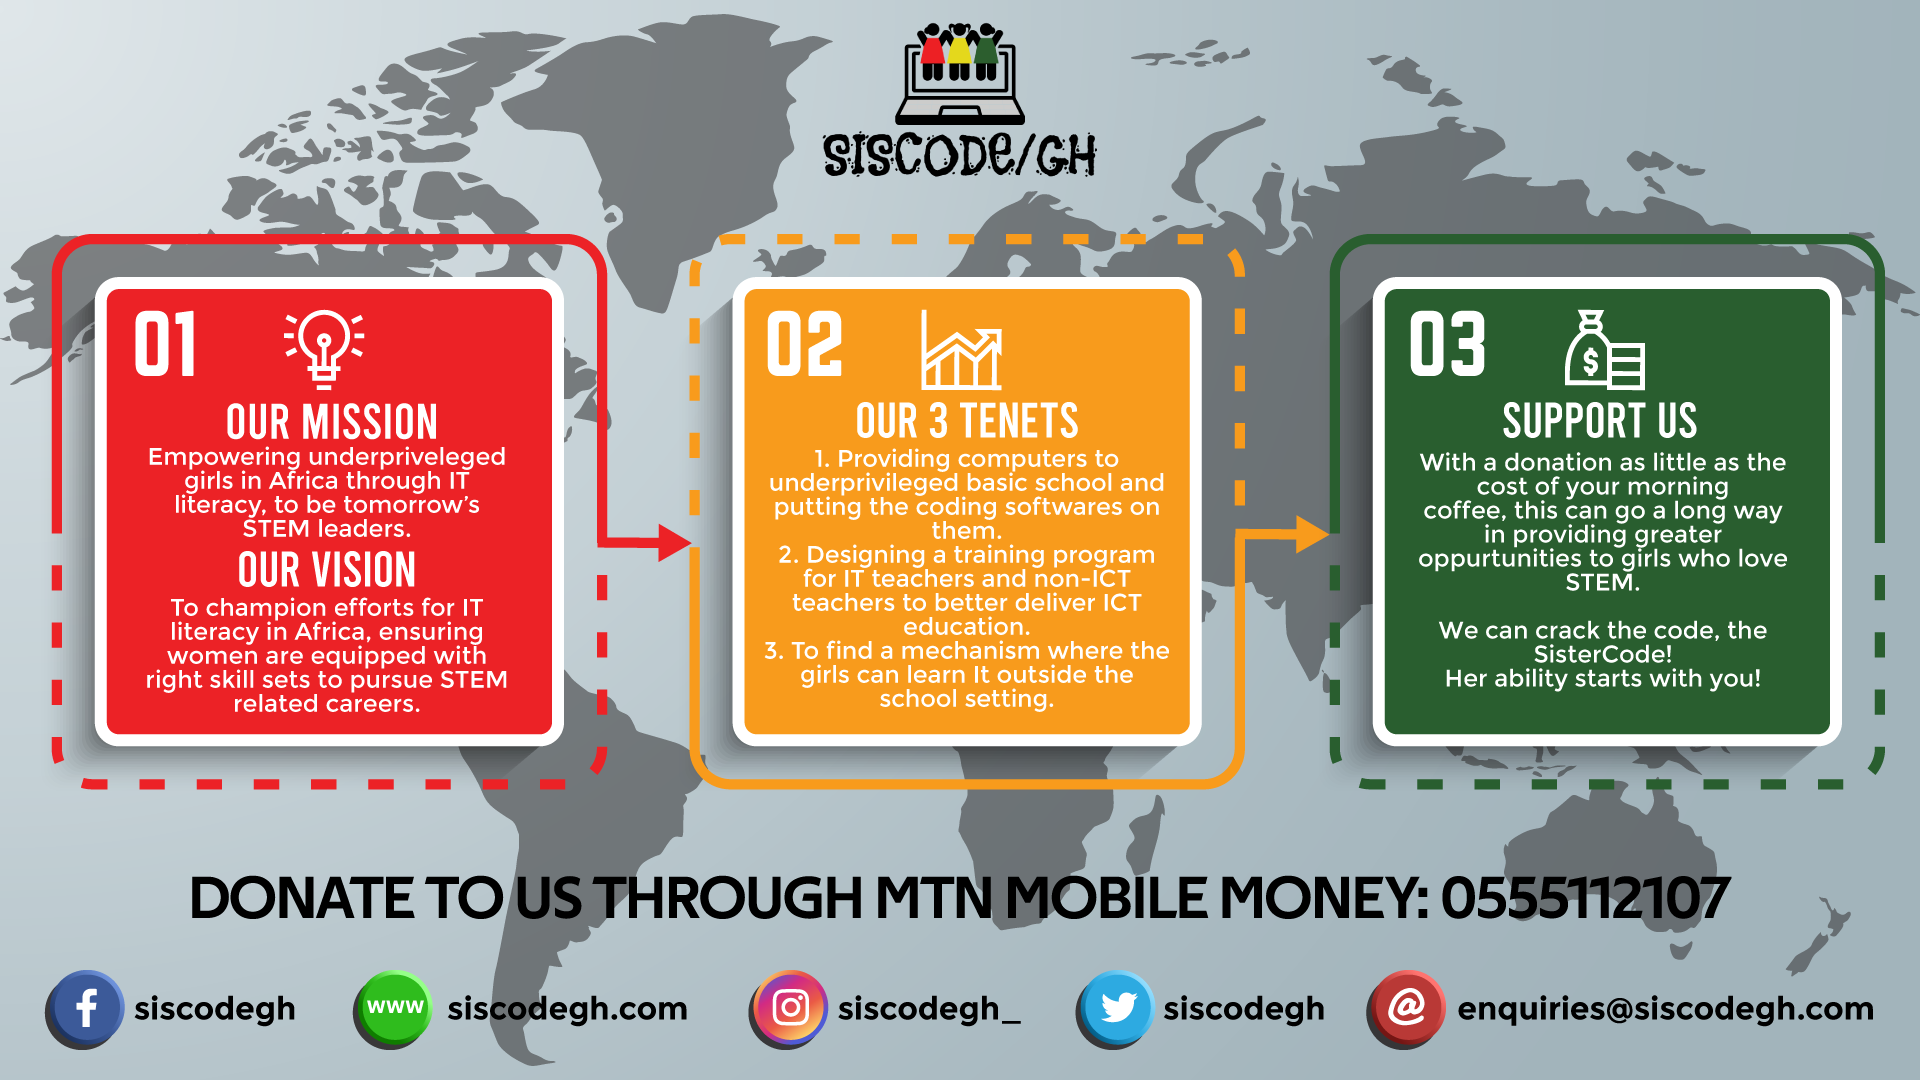 SISCODe/GH
01
OUR MISSION
Empowering underpriveleged
girls in Africa through IT
literacy, to be tomorrow's
STEM leaders.
OUR VISION
To champion efforts for IT
literacy in Africa, ensuring
women are equipped with
right skill sets to pursue STEM
related careers.
02
OUR 3 TENETS
1. Providing computers to
underprivileged basic school and
putting the coding softwares on
them.
2. Designing a training program
for IT teachers and non-ICT
teachers to better deliver ICT
education.
3. To find a mechanism where the
girls can learn It outside the
school setting.
03
$
SUPPORT US
With a donation as little as the
cost of your morning
coffee, this can go a long way
in providing greater
oppurtunities to girls who love
STEM.
We can crack the code, the
SisterCode!
Her ability starts with you!
DONATE TO US THROUGH MTN MOBILE MONEY: 0555112107
f siscodegh
www siscodegh.com
siscodegh_
siscodegh
@ enquiries@siscodegh.com